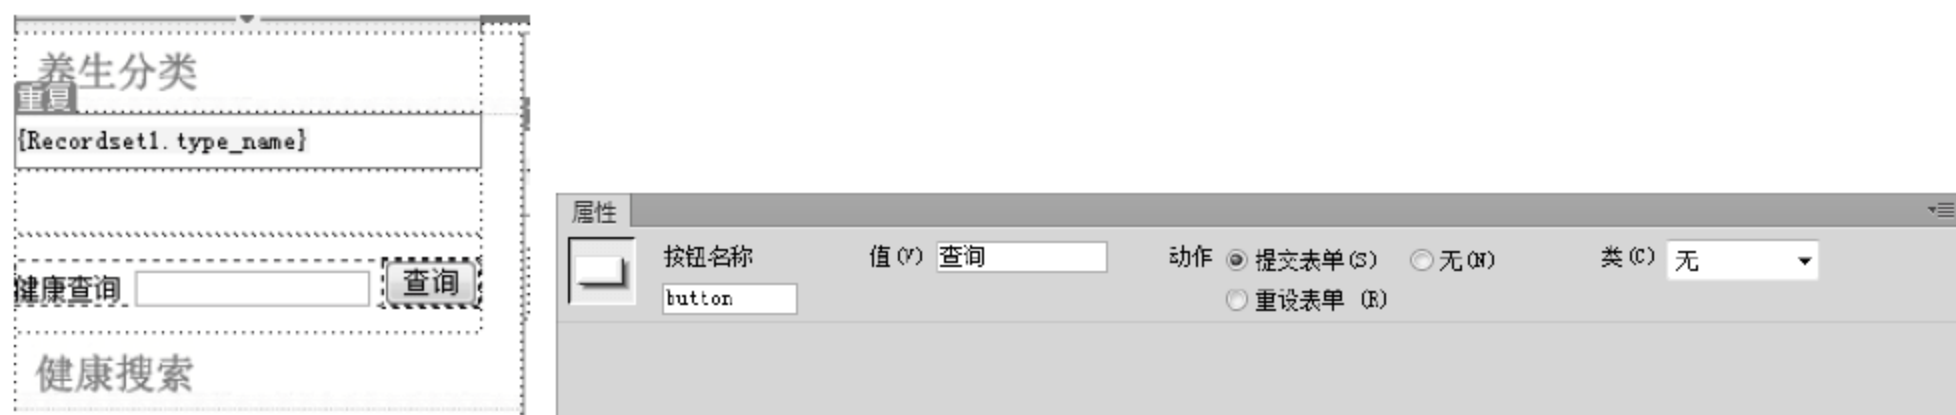 养生分类
重复
{Recordset1.type_name}
健康查询 查询
健康搜索
属性
按钮名称 值(V) 查询 动作 提交表单(S) 无(N) 类(C) 无
button 重设表单 (R)